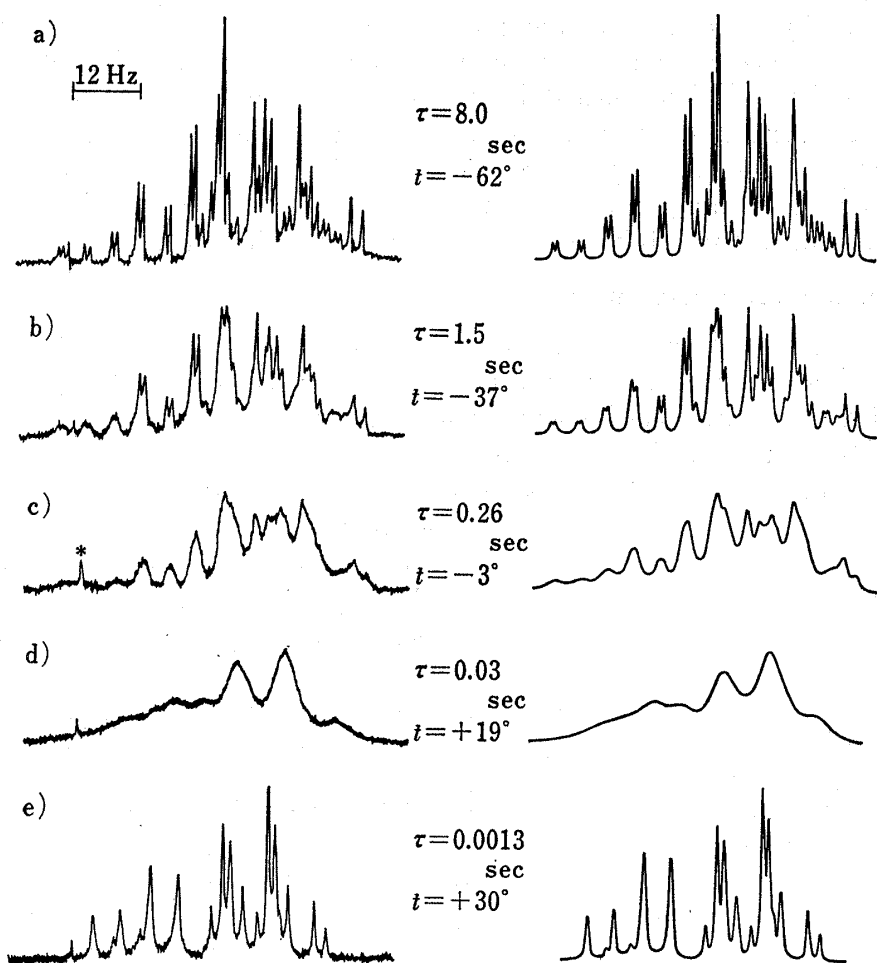 a)
12 Hz
τ=8.0
sec
t=−62°
b)
τ=1.5
sec
t=−37°
c)
*
τ=0.26
sec
t=−3°
d)
τ=0.03
sec
t=+19°
e)
τ=0.0013
sec
t=+30°